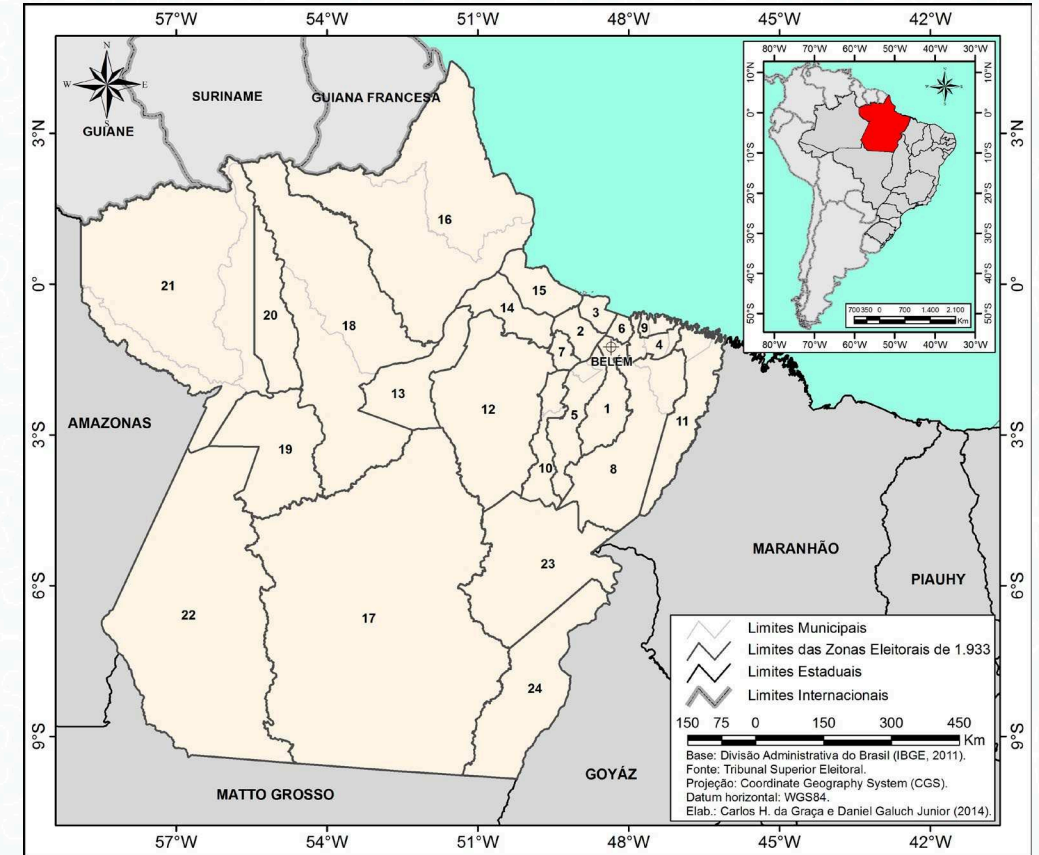 57°W 54°W 51°W 48°W 45°W 42°W
N
W E
S
SURINAME
GUIANA FRANCESA
GUIANE
3°N
0°
3°S
6°S
9°S
16
21
20
18
15
14
3
2
6
9
4
7
BELÉM
13
12
5
1
11
19
10
8
AMAZONAS
23
MARANHÃO
PIAUHY
22
17
24
GOYÁZ
MATTO GROSSO
80°W 70°W 60°W 50°W 40°W 30°W
10°N
0°
10°S
20°S
30°S
40°S
50°S
10°N
0°
10°S
20°S
30°S
40°S
50°S
700 350 0 700 1.400 2.100
Km
80°W 70°W 60°W 50°W 40°W 30°W
3°N
0°
3°S
6°S
9°S
Limites Municipais
Limites das Zonas Eleitorais de 1.933
Limites Estaduais
Limites Internacionais
150 75 0 150 300 450
Km
Base: Divisão Administrativa do Brasil (IBGE, 2011).
Fonte: Tribunal Superior Eleitoral.
Projeção: Coordinate Geography System (CGS).
Datum horizontal: WGS84.
Elab.: Carlos H. da Graça e Daniel Galuch Junior (2014).
57°W 54°W 51°W 48°W 45°W 42°W